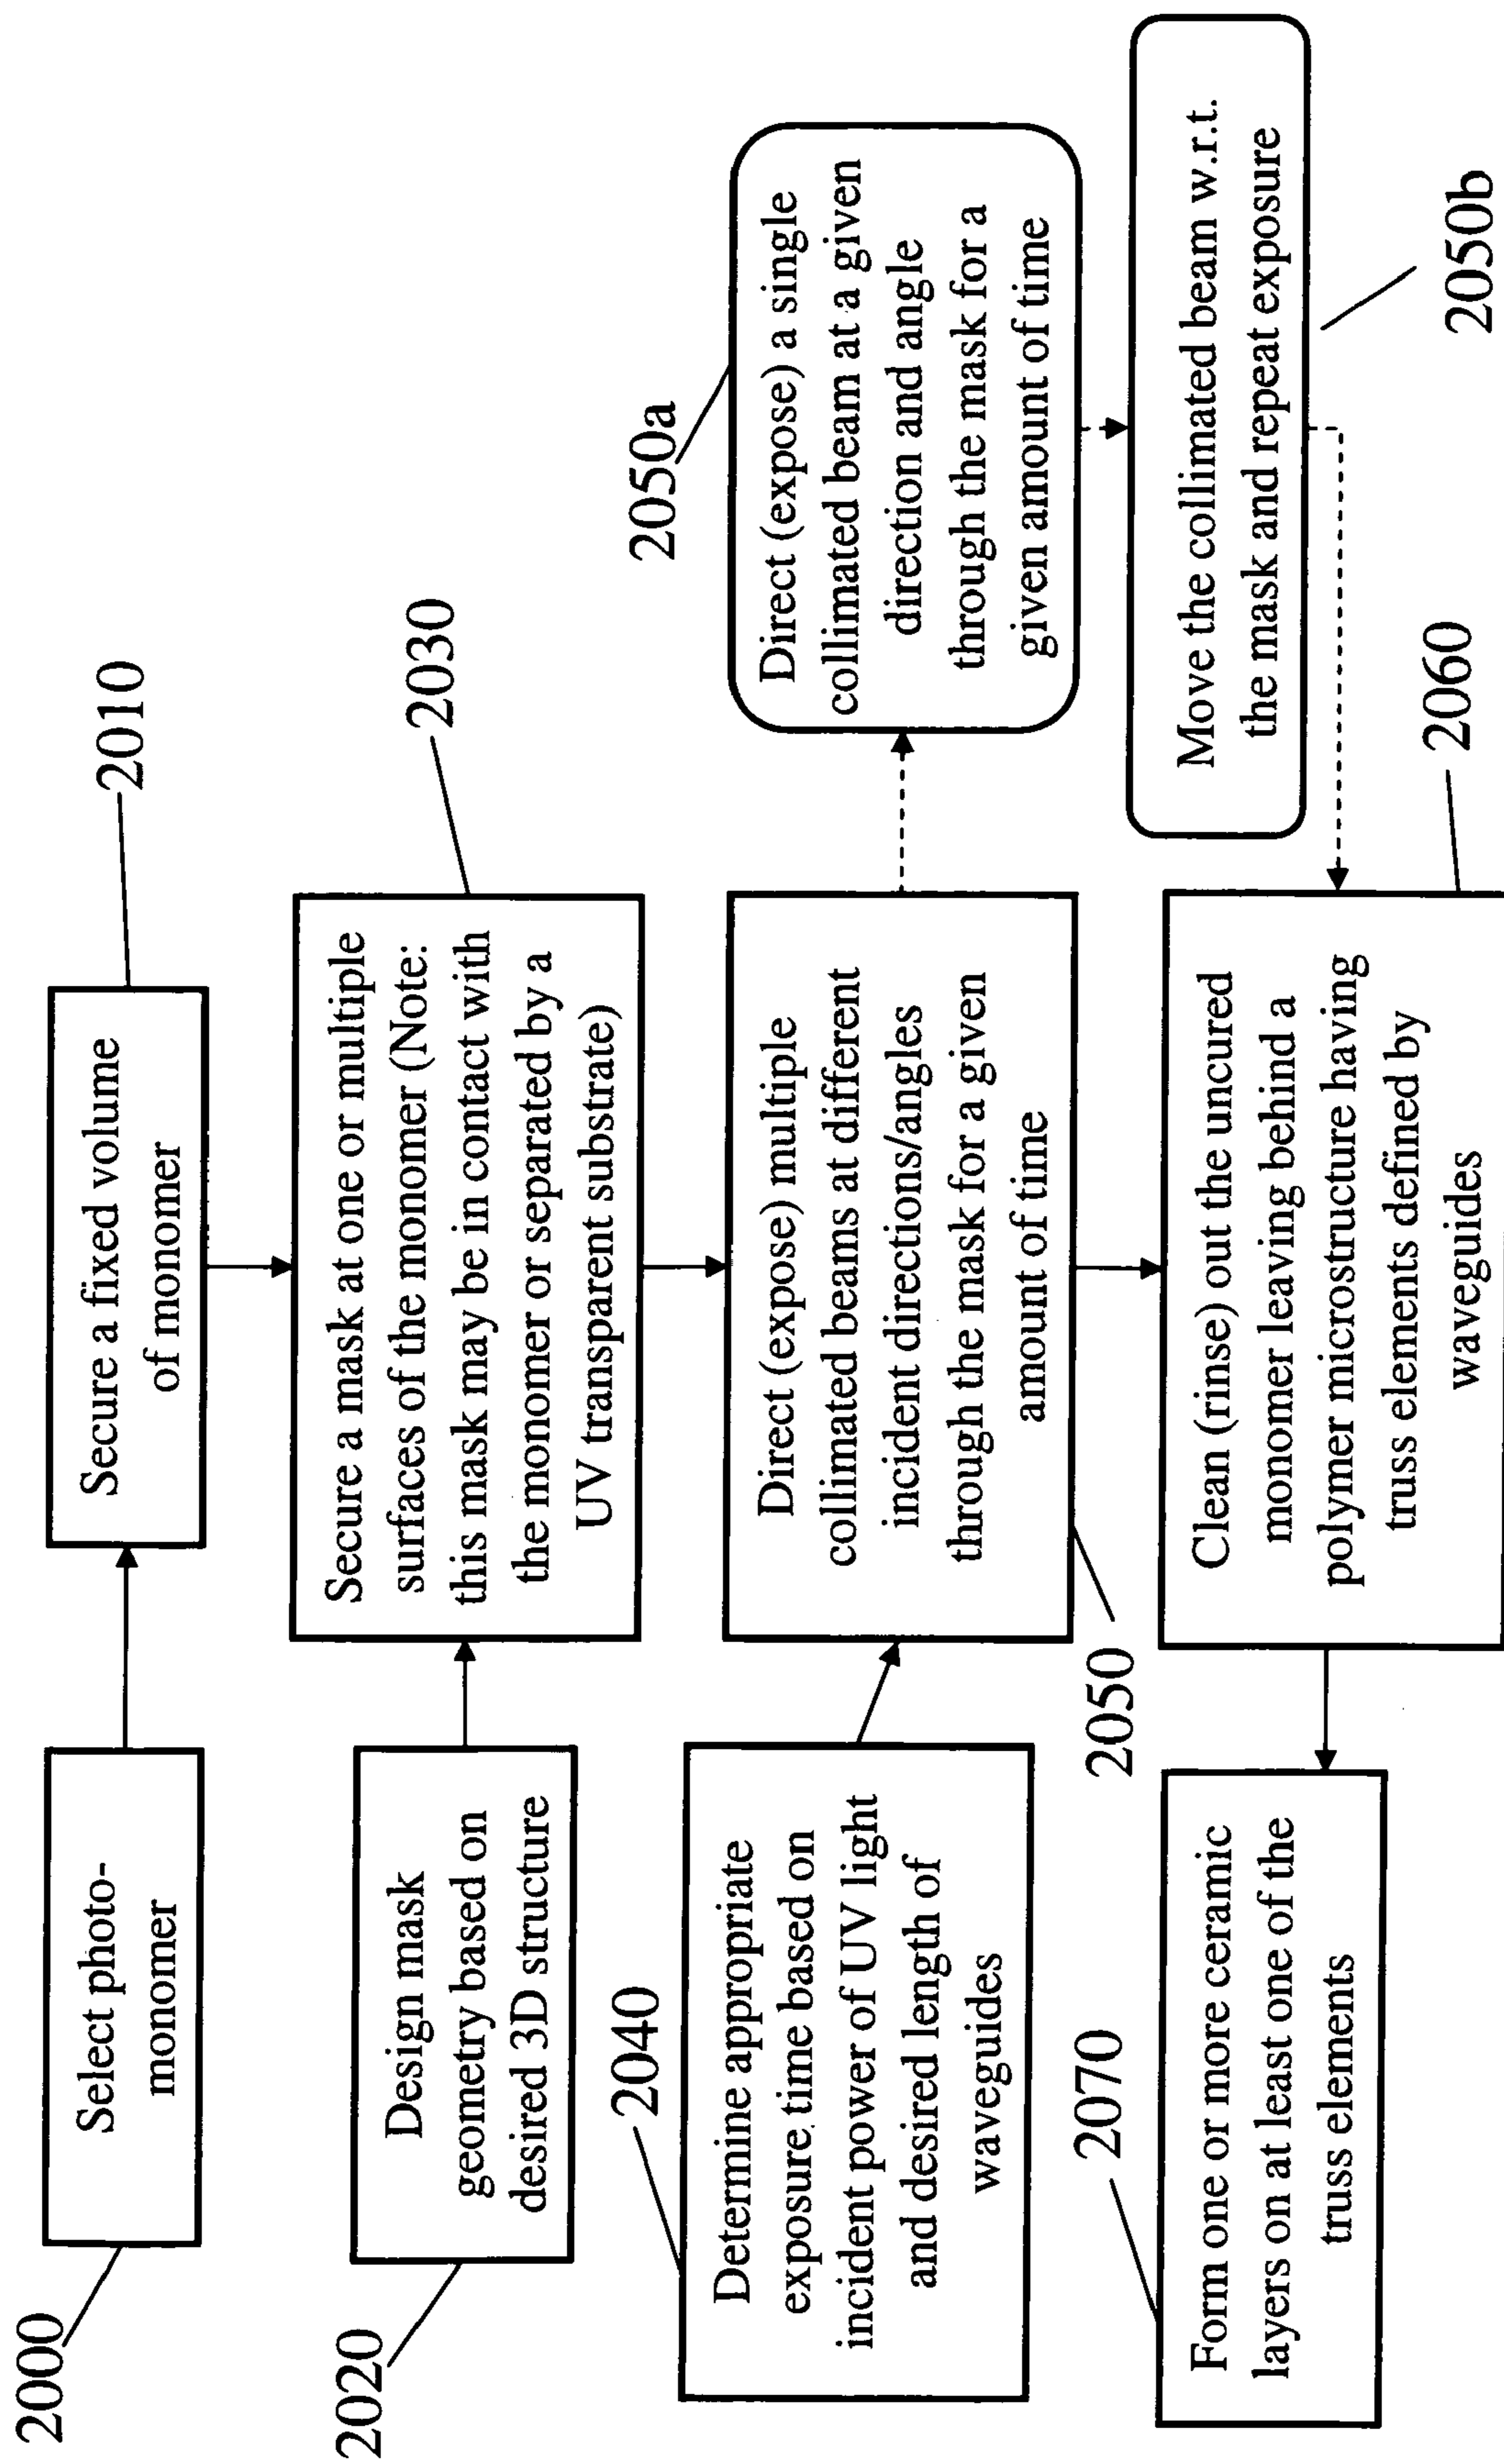 2000
Select photo-
monomer
2010
Secure a fixed volume
of monomer
2020
Design mask
geometry based on
desired 3D structure
2030
Secure a mask at one or multiple
surfaces of the monomer (Note:
this mask may be in contact with
the monomer or separated by a
UV transparent substrate)
2040
Determine appropriate
exposure time based on
incident power of UV light
and desired length of
waveguides
2050
Direct (expose) multiple
collimated beams at different
incident directions/angles
through the mask for a given
amount of time
2050a
Direct (expose) a single
collimated beam at a given
direction and angle
through the mask for a
given amount of time
2050b
Move the collimated beam w.r.t.
the mask and repeat exposure
2060
Clean (rinse) out the uncured
monomer leaving behind a
polymer microstructure having
truss elements defined by
waveguides
2070
Form one or more ceramic
layers on at least one of the
truss elements